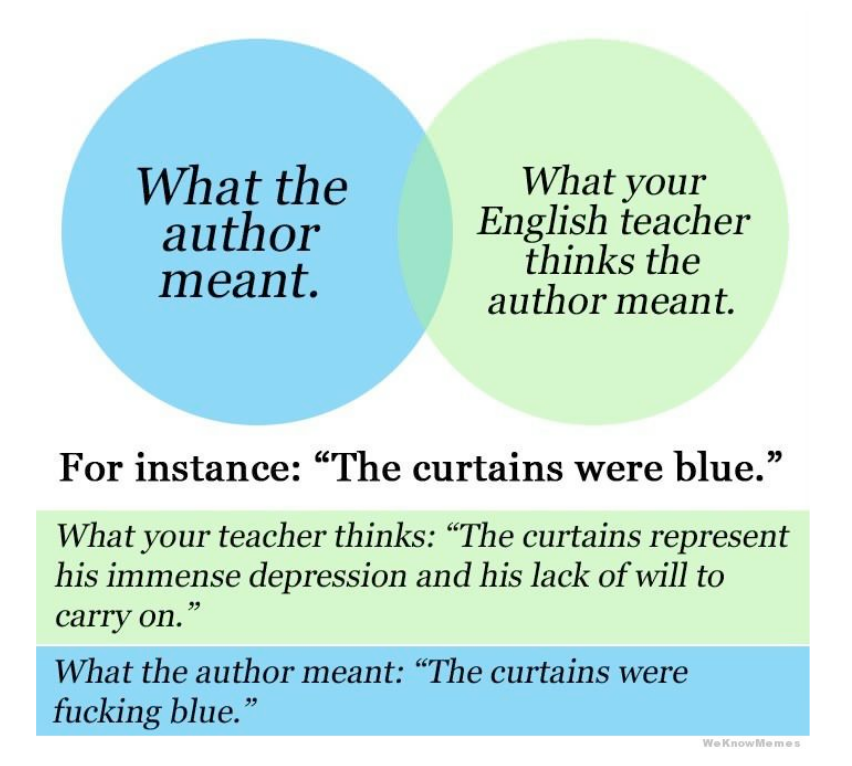 What the
author
meant.
What your
English teacher
thinks the
author meant.
For instance: “The curtains were blue.”
What your teacher thinks: “The curtains represent
his immense depression and his lack of will to
carry on.”
What the author meant: “The curtains were
fucking blue.”
WeKnowMemes